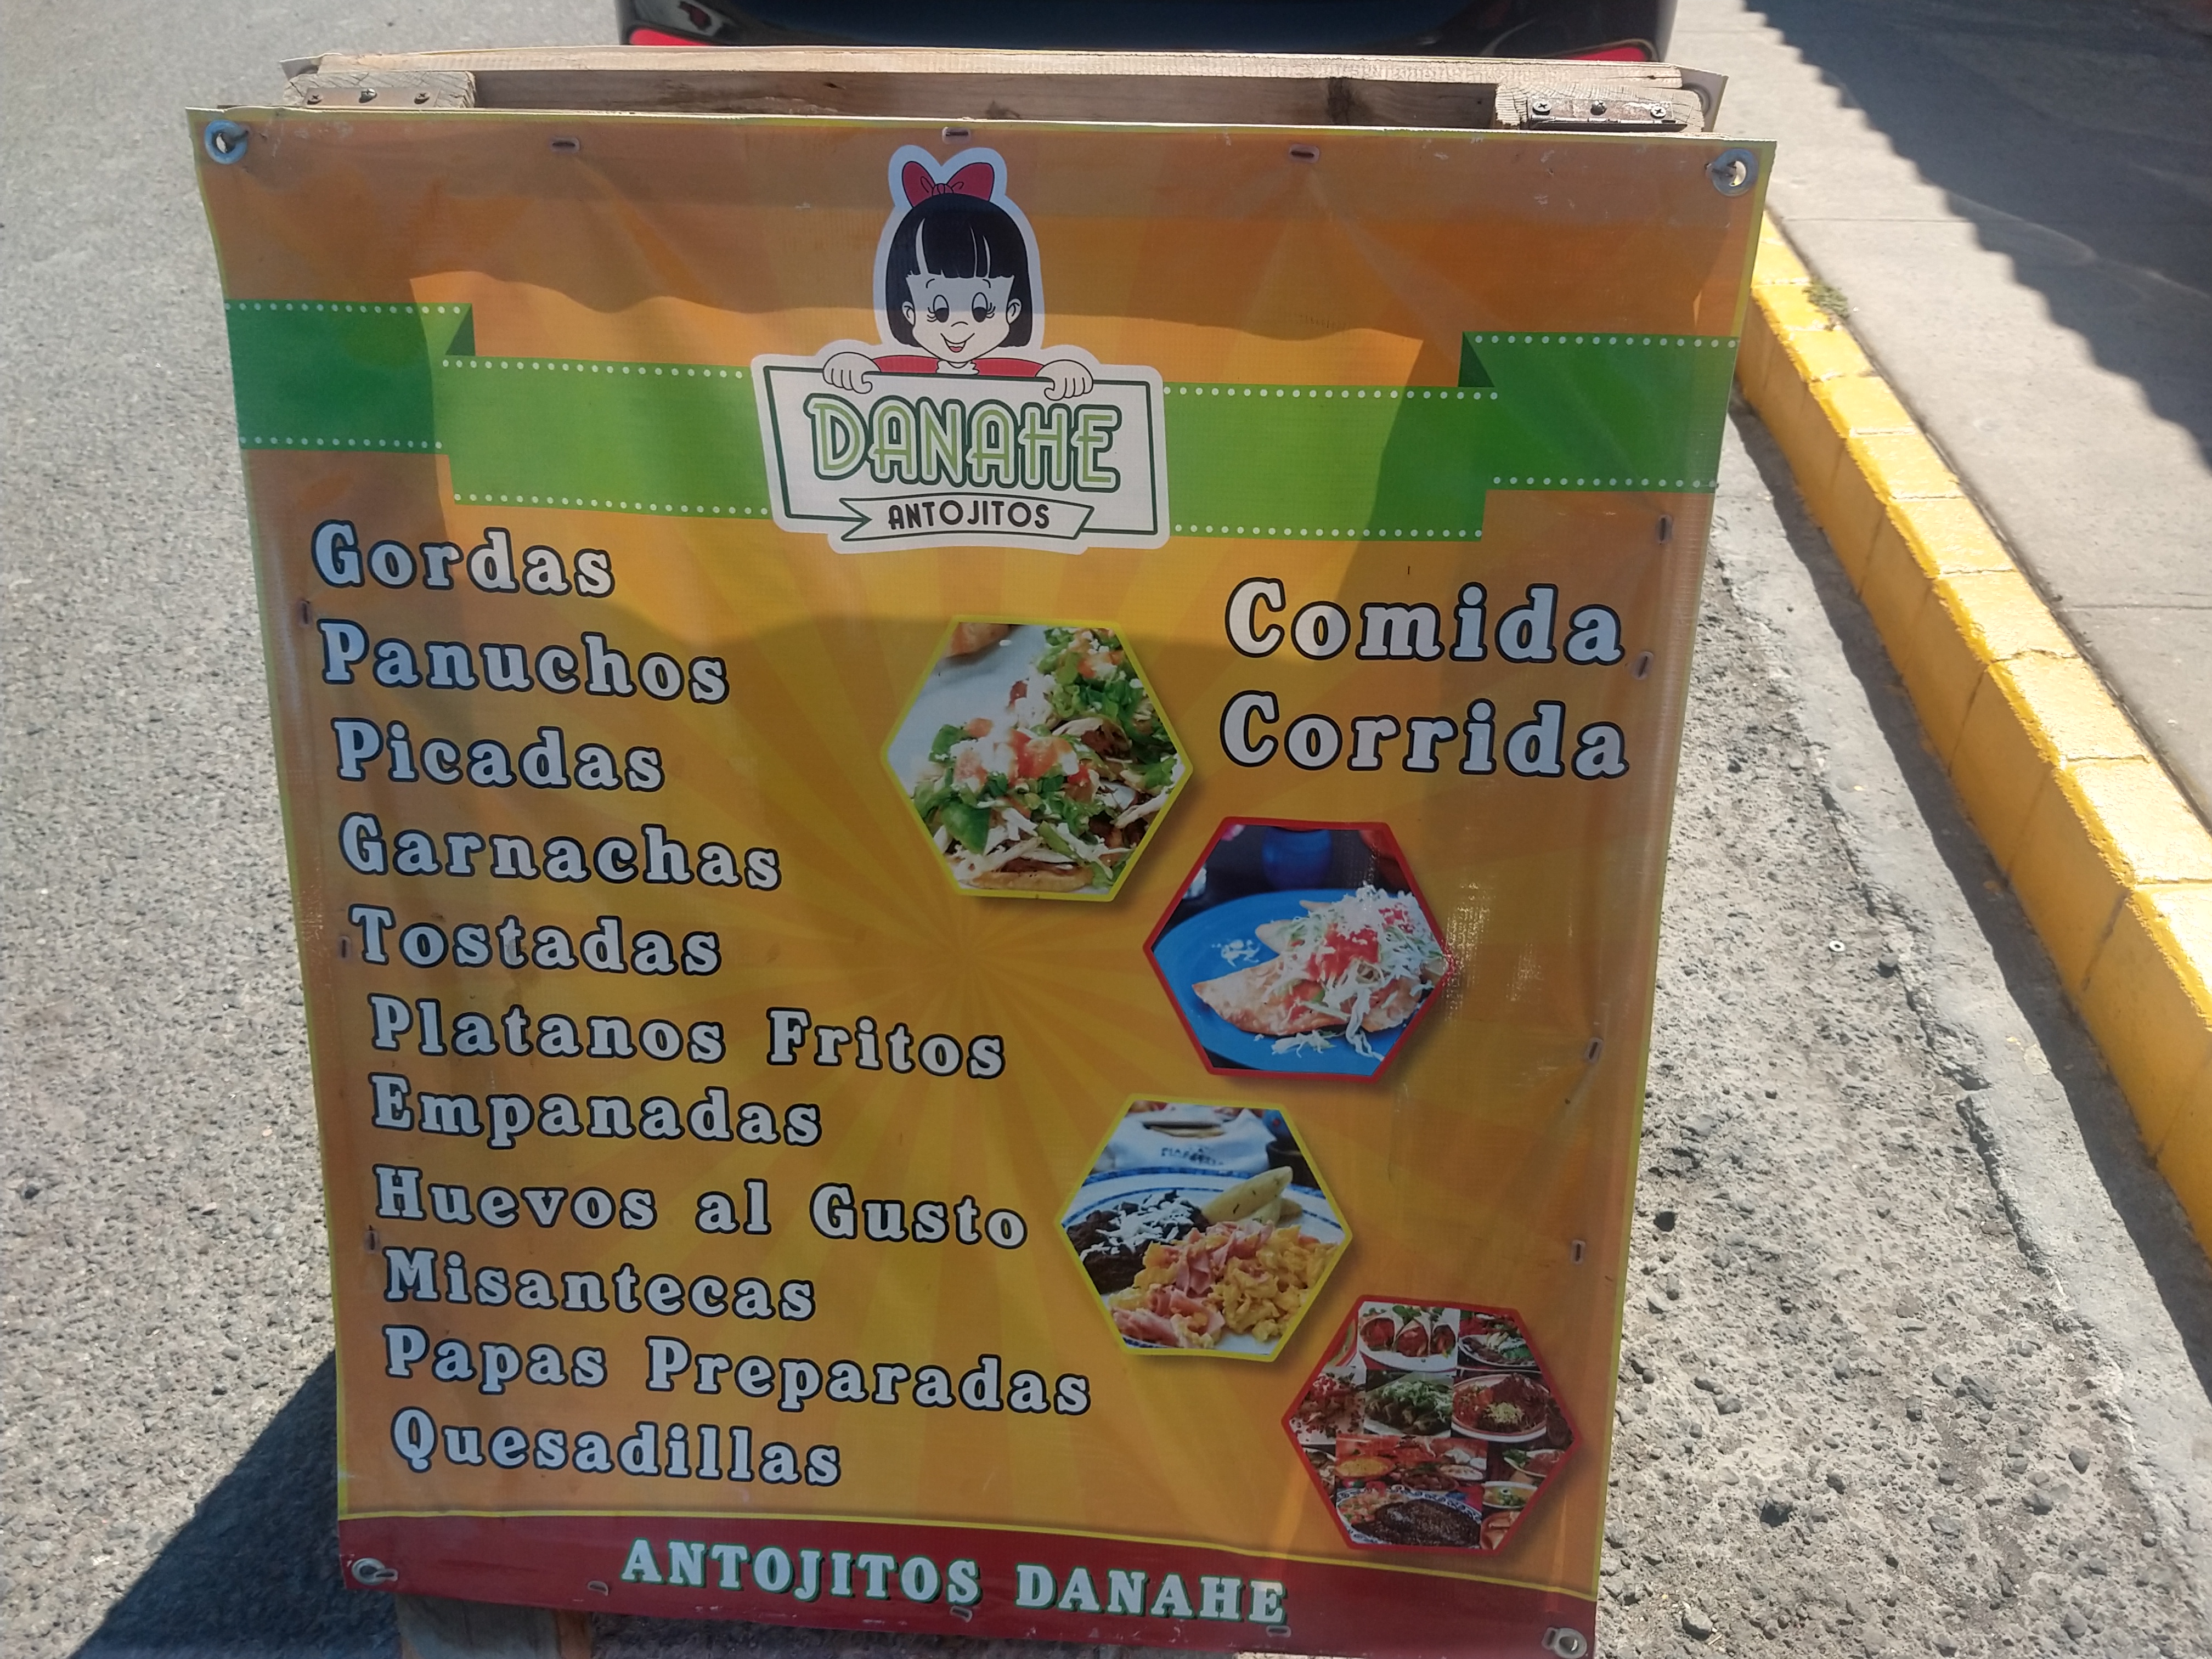 DANAHE
ANTOJITOS
Gordas
Panuchos
Picadas
Garnachas
Tostadas
Platanos Fritos
Empanadas
Huevos al Gusto
Misantecas
Papas Preparadas
Quesadillas
Comida
Corrida
ANTOJITOS DANAHE